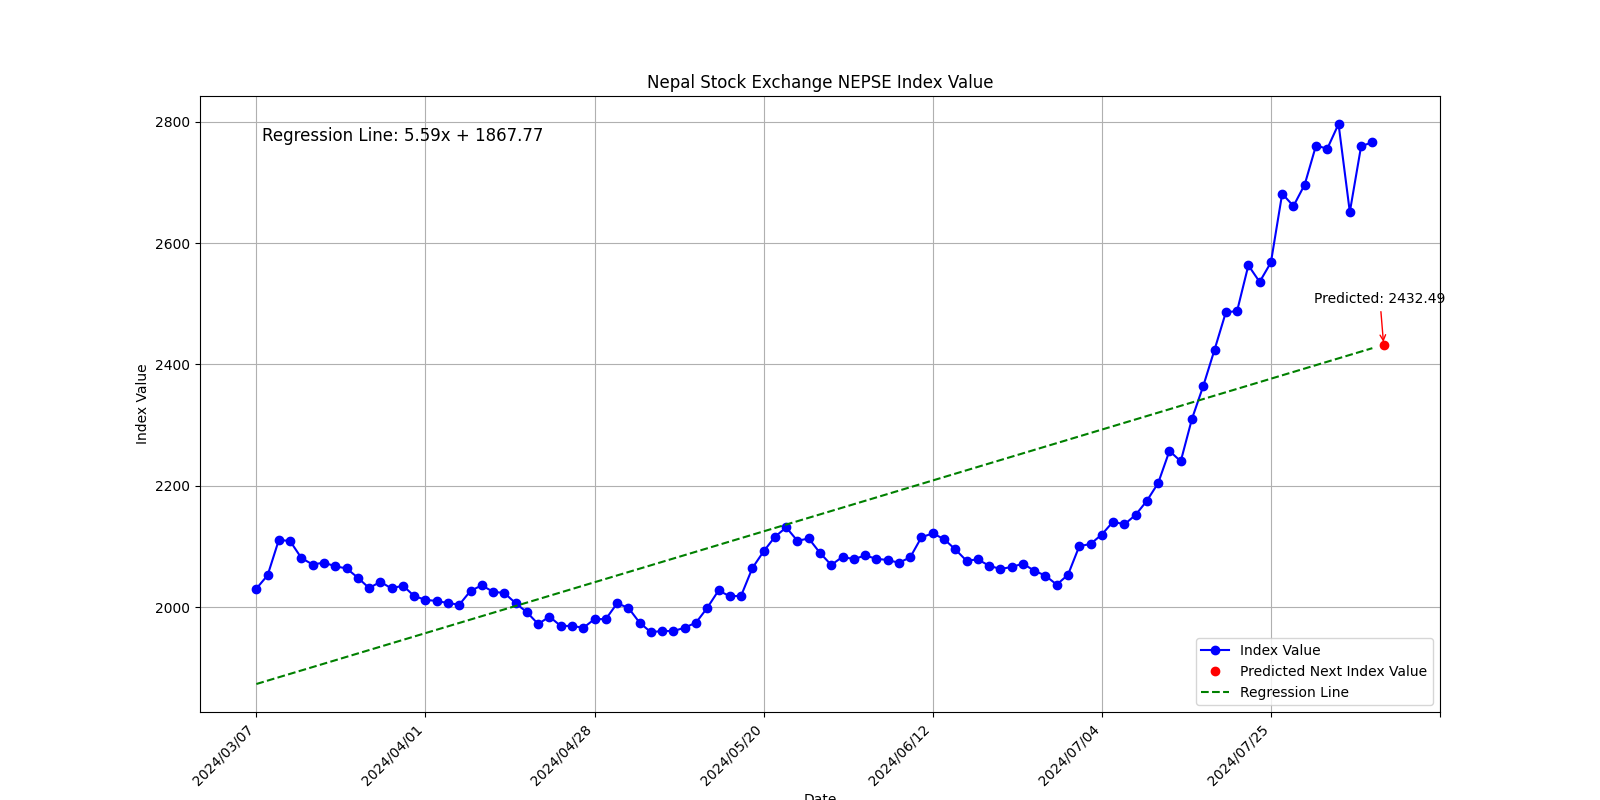 Nepal Stock Exchange NEPSE Index Value
Regression Line: 5.59x + 1867.77
Index Value
2800
2600
2400
2200
2000
Predicted: 2432.49
Index Value
Predicted Next Index Value
Regression Line
2024/03/07
2024/04/01
2024/04/28
2024/05/20
2024/06/12
2024/07/04
2024/07/25
Date